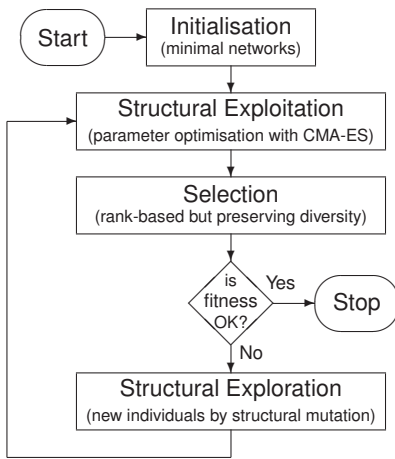 Start
Initialisation
(minimal networks)
Structural Exploitation
(parameter optimisation with CMA-ES)
Selection
(rank-based but preserving diversity)
is
fitness
OK?
Yes
Stop
No
Structural Exploration
(new individuals by structural mutation)